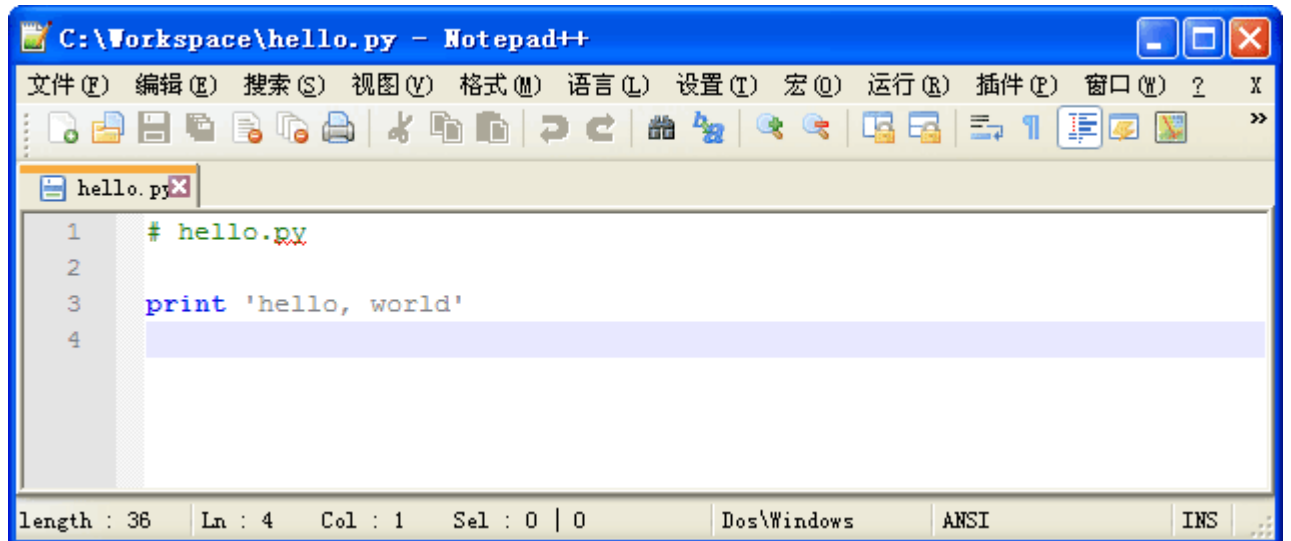 C:\Workspace\hello.py - Notepad++
文件(F) 编辑(E) 搜索(S) 视图(V) 格式(M) 语言(L) 设置(T) 宏(O) 运行(R) 插件(P) 窗口(W) ? X
hello.py
1 # hello.py
2
3 print 'hello, world'
4
length : 36 Ln : 4 Col : 1 Sel : 0 | 0 Dos\Windows ANSI INS